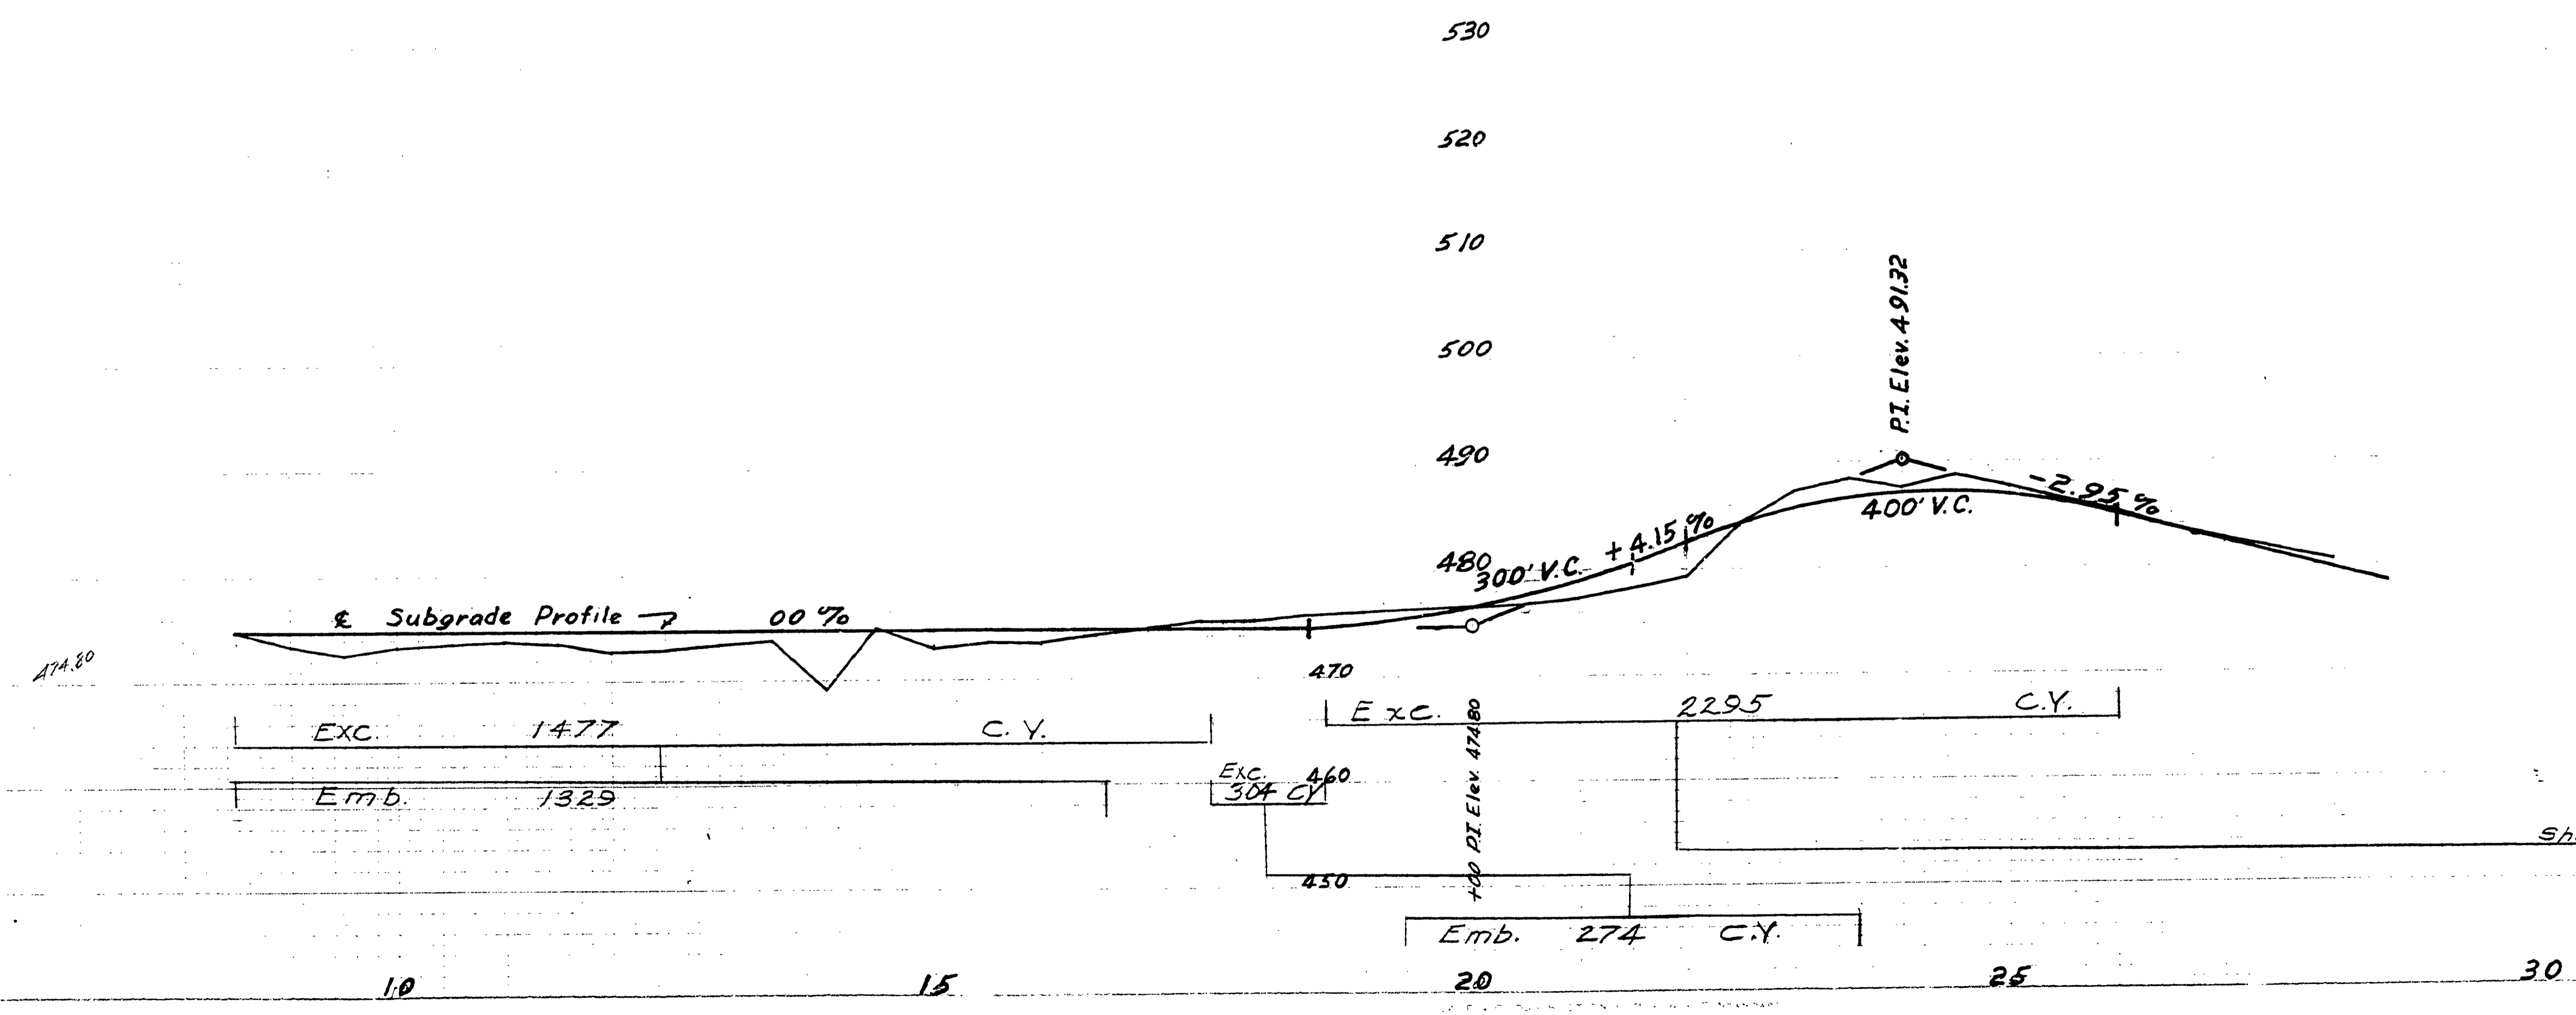 530
520
510
500
P.I. Elev. 491.32
490
-2.95 %
400' V.C.
+4.15 %
480
300' V.C.
℄ Subgrade Profile → 00 %
474.80
470
Exc. 2295 C.Y.
Exc. 1477 C.Y.
+00 P.I. Elev. 474.80
Exc. 460
304 CY
Emb. 1329
Sh
450
Emb. 274 C.Y.
10 15 20 25 30